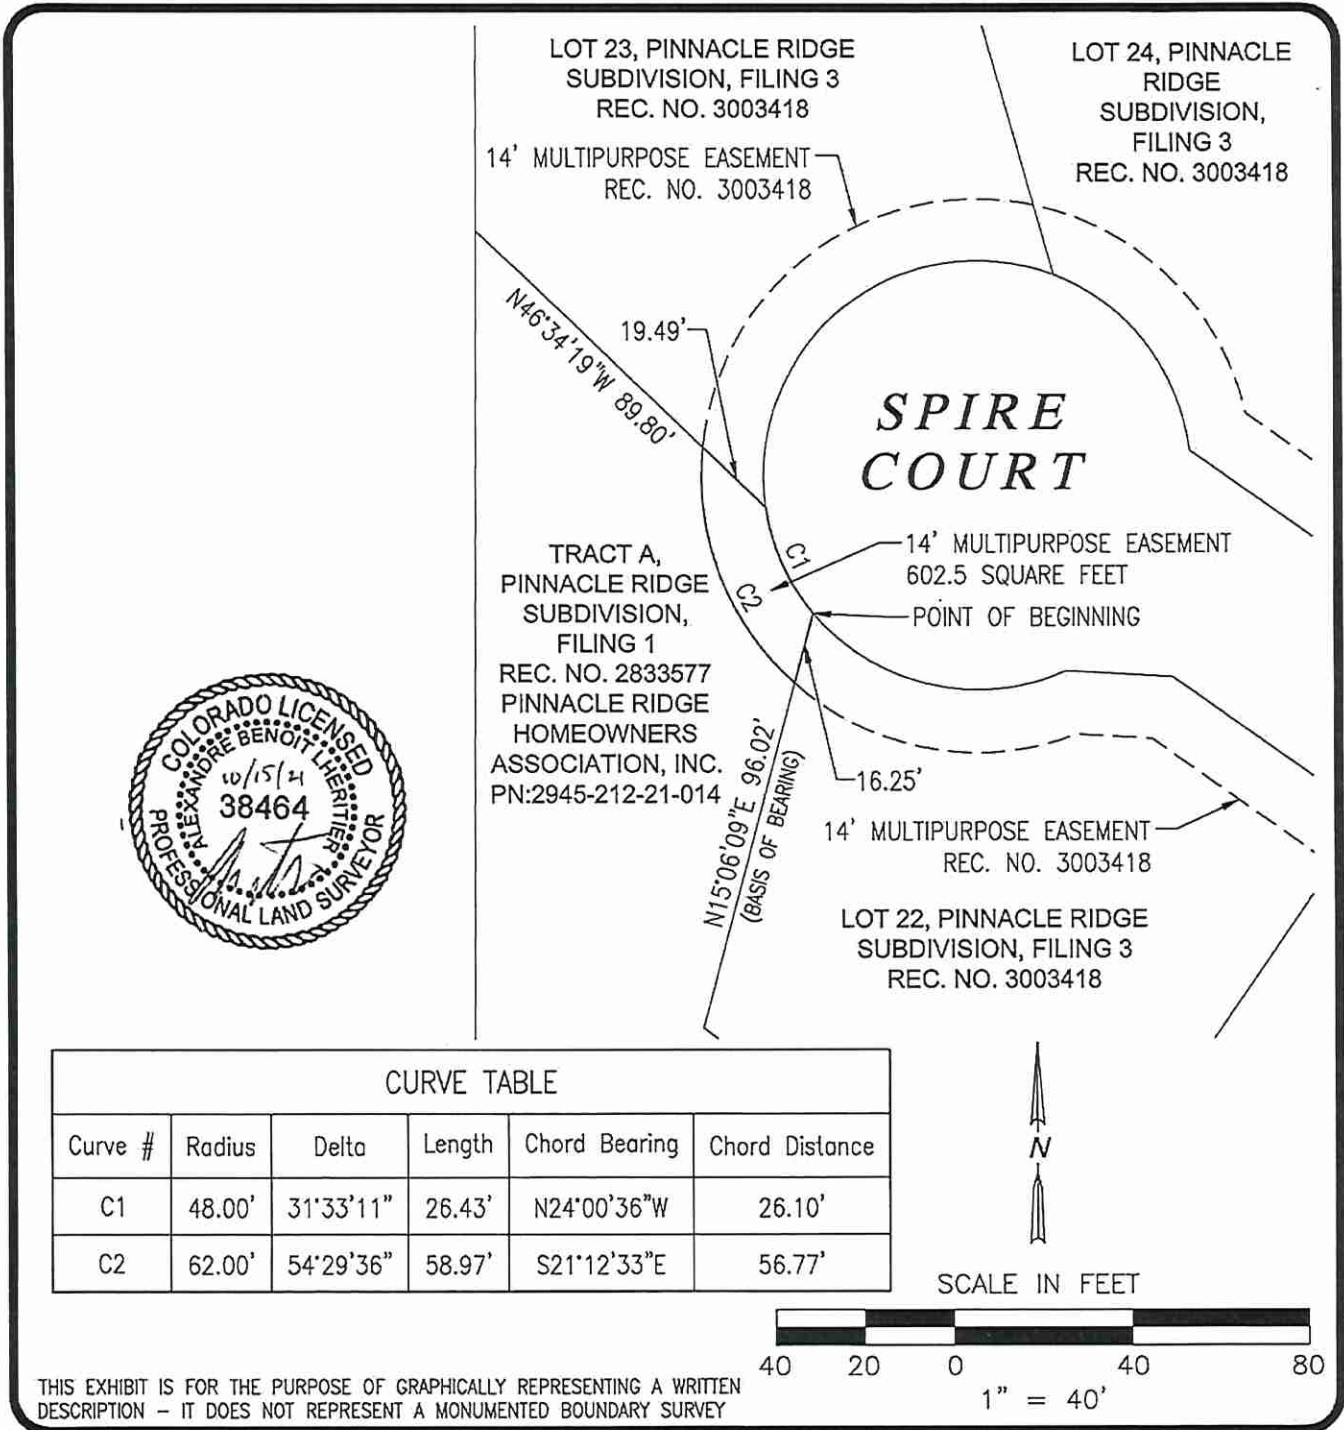 LOT 23, PINNACLE RIDGE
SUBDIVISION, FILING 3
REC. NO. 3003418
LOT 24, PINNACLE
RIDGE
SUBDIVISION,
FILING 3
REC. NO. 3003418
14' MULTIPURPOSE EASEMENT
REC. NO. 3003418
N46°34'19"W 89.80'
19.49'
SPIRE
COURT
C1
C2
14' MULTIPURPOSE EASEMENT
602.5 SQUARE FEET
POINT OF BEGINNING
TRACT A,
PINNACLE RIDGE
SUBDIVISION,
FILING 1
REC. NO. 2833577
PINNACLE RIDGE
HOMEOWNERS
ASSOCIATION, INC.
PN:2945-212-21-014
N15°06'09"E 96.02'
(BASIS OF BEARING)
16.25'
14' MULTIPURPOSE EASEMENT
REC. NO. 3003418
LOT 22, PINNACLE RIDGE
SUBDIVISION, FILING 3
REC. NO. 3003418
COLORADO LICENSED
ALEXANDRE BENOIT LHERITIER
10/15/21
38464
PROFESSIONAL LAND SURVEYOR
CURVE TABLE
Curve # Radius Delta Length Chord Bearing Chord Distance
C1 48.00' 31°33'11" 26.43' N24°00'36"W 26.10'
C2 62.00' 54°29'36" 58.97' S21°12'33"E 56.77'
N
SCALE IN FEET
40 20 0 40 80
1" = 40'
THIS EXHIBIT IS FOR THE PURPOSE OF GRAPHICALLY REPRESENTING A WRITTEN
DESCRIPTION – IT DOES NOT REPRESENT A MONUMENTED BOUNDARY SURVEY